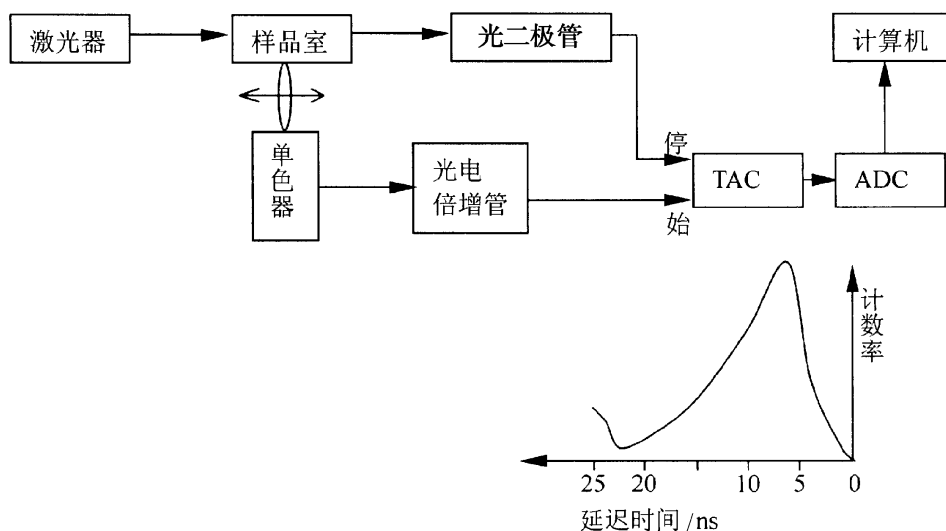 激光器
样品室
光二极管
计算机
单色器
光电
倍增管
停
始
TAC
ADC
计数率
25 20 10 5 0
延迟时间 /ns